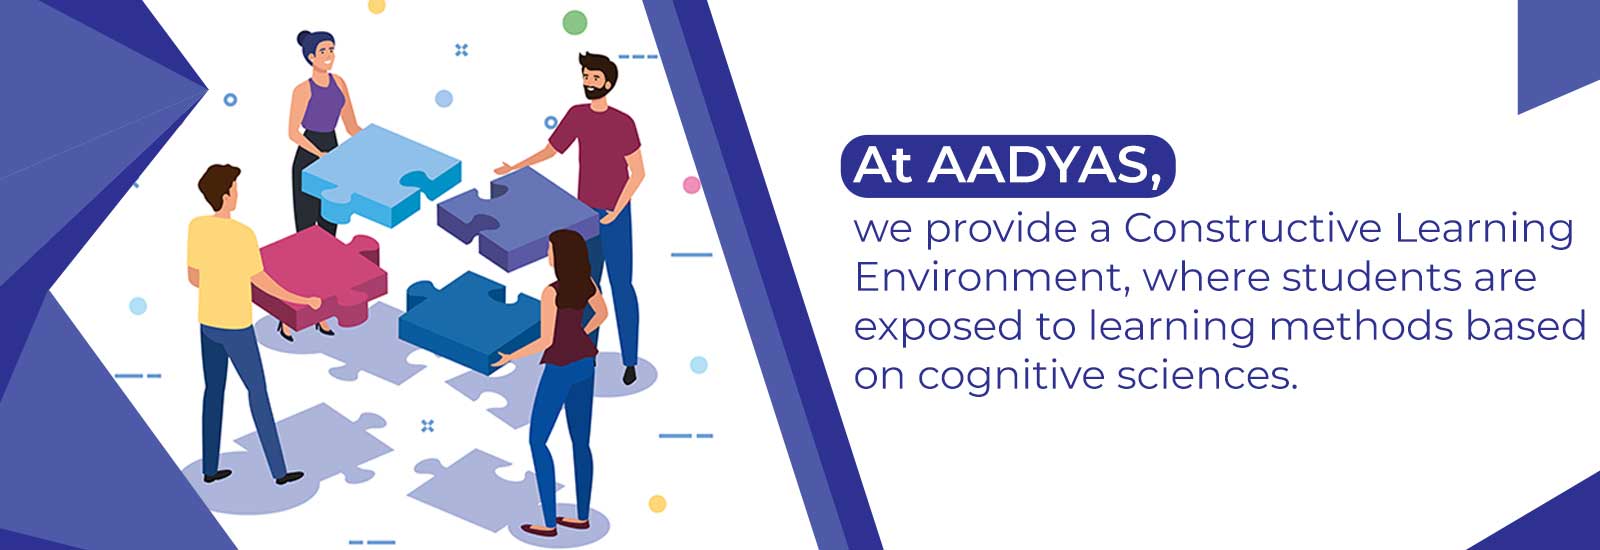 At AADYAS,
we provide a Constructive Learning
Environment, where students are
exposed to learning methods based
on cognitive sciences.